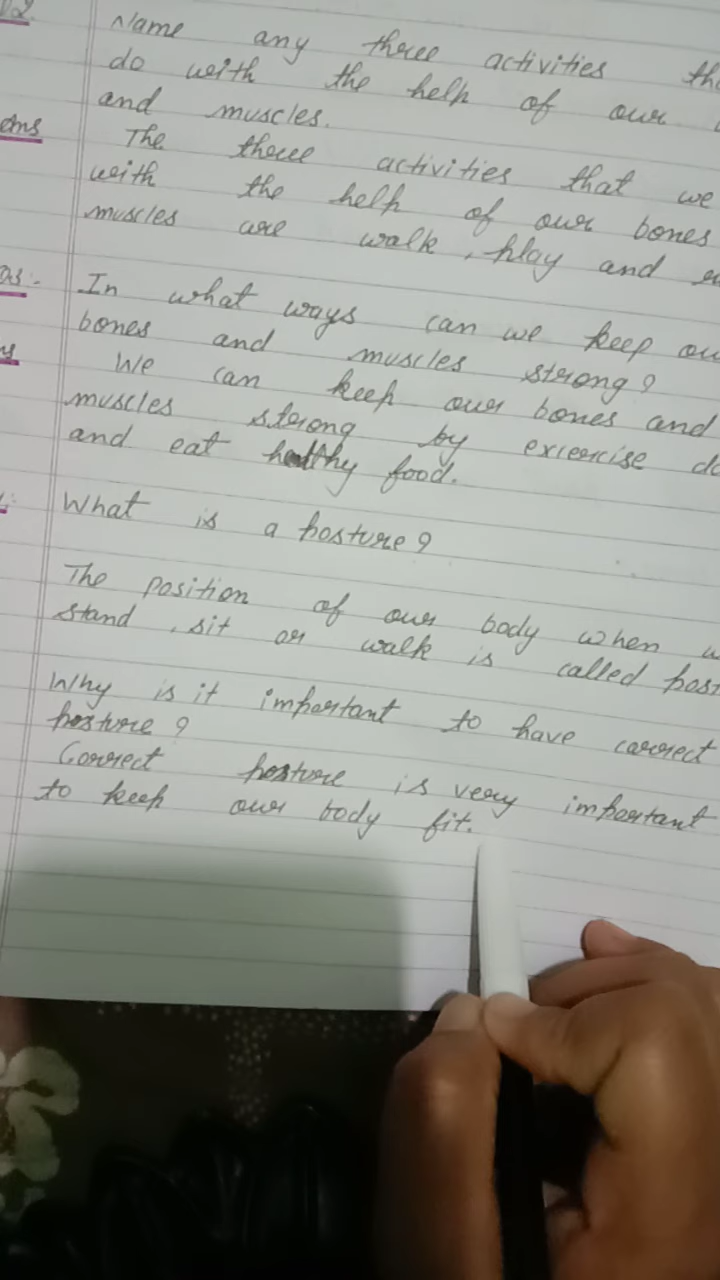 02.
Name any three activities
do with the help of our
and muscles.
Ans The three activities that we
with the help of our bones
muscles are walk, play and
In what ways can we keep
bones and muscles strong?
We can keep our bones and
muscles strong by exiercise
and eat healthy food.
What is a posture?
The position of our body when
stand, sit or walk is called
Why is it important to have correct
posture?
Correct posture is very important
to keep our body fit.